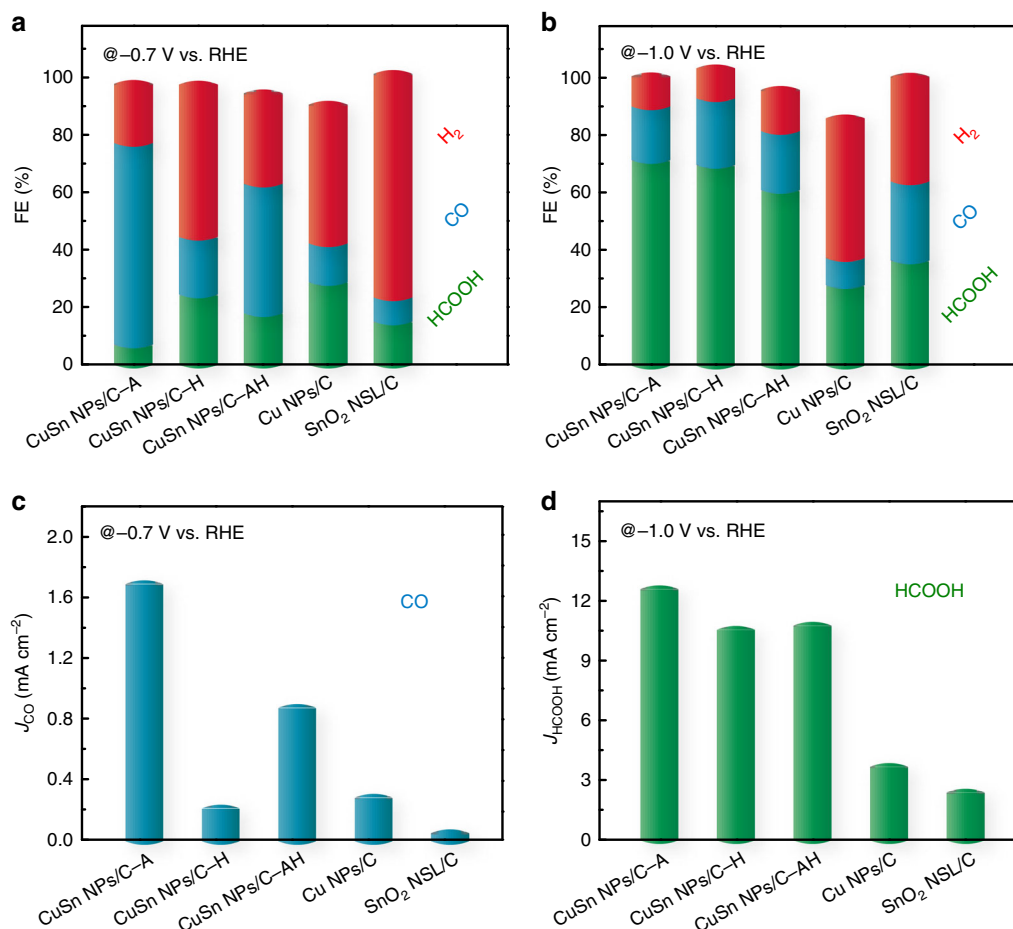 a
@–0.7 V vs. RHE
FE (%)
100
80
60
40
20
0
H₂
CO
HCOOH
CuSn NPs/C–A
CuSn NPs/C–H
CuSn NPs/C–AH
Cu NPs/C
SnO₂ NSL/C
b
@–1.0 V vs. RHE
FE (%)
100
80
60
40
20
0
H₂
CO
HCOOH
CuSn NPs/C–A
CuSn NPs/C–H
CuSn NPs/C–AH
Cu NPs/C
SnO₂ NSL/C
c
@–0.7 V vs. RHE
J_CO (mA cm⁻²)
2.0
1.6
1.2
0.8
0.4
0.0
CO
CuSn NPs/C–A
CuSn NPs/C–H
CuSn NPs/C–AH
Cu NPs/C
SnO₂ NSL/C
d
@–1.0 V vs. RHE
J_HCOOH (mA cm⁻²)
15
12
9
6
3
0
HCOOH
CuSn NPs/C–A
CuSn NPs/C–H
CuSn NPs/C–AH
Cu NPs/C
SnO₂ NSL/C